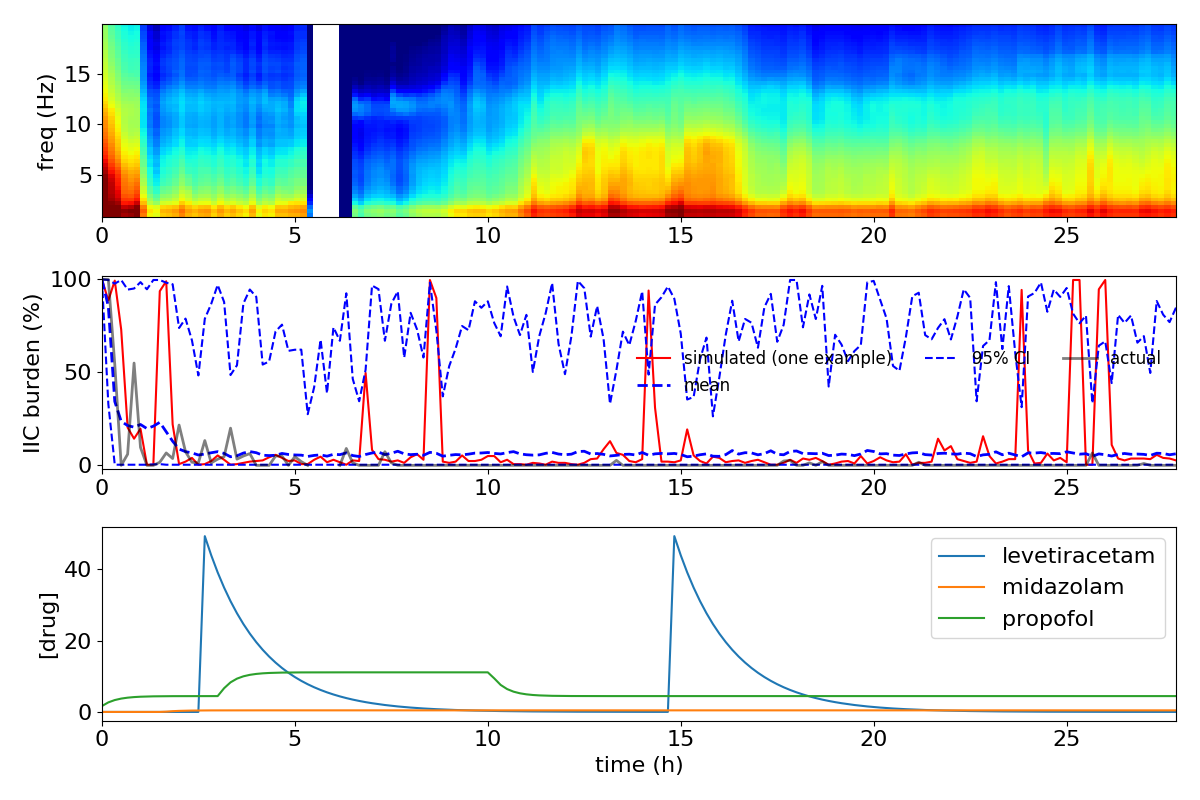 freq (Hz)
15
10
5
0 5 10 15 20 25
IIC burden (%)
100
50
0
simulated (one example) 95% CI actual
mean
0 5 10 15 20 25
[drug]
40
20
0
levetiracetam
midazolam
propofol
0 5 10 15 20 25
time (h)